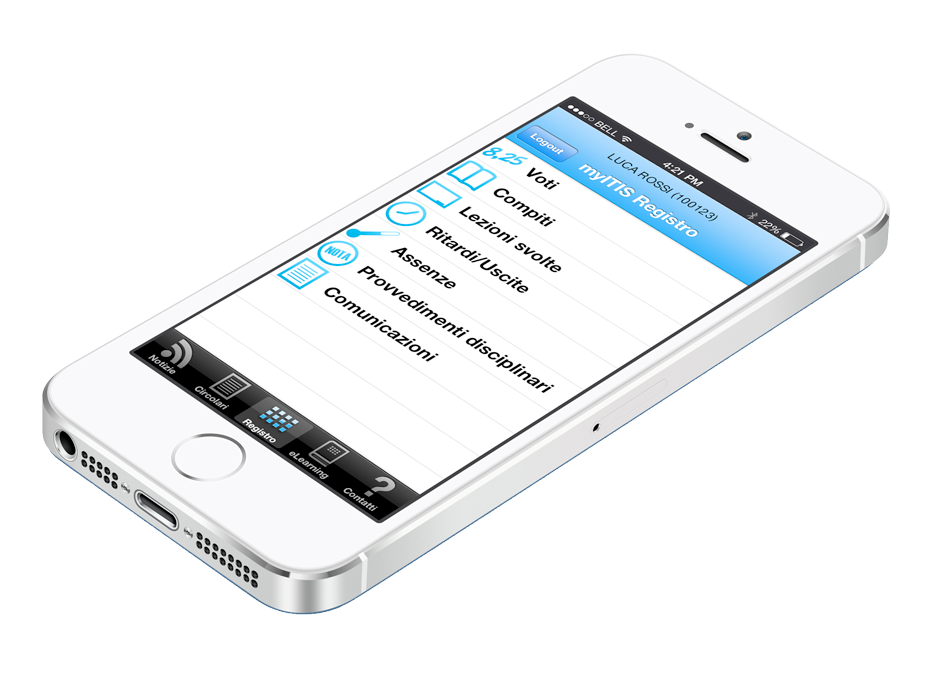 BELL 4:21 PM 22%
LUCA ROSSI (100123)
Logout
myITIS Registro
8,25 Voti
Compiti
Lezioni svolte
Ritardi/Uscite
Assenze
NOTA Provvedimenti disciplinari
Comunicazioni
Notizie
Circolari
Registro
eLearning
Contatti